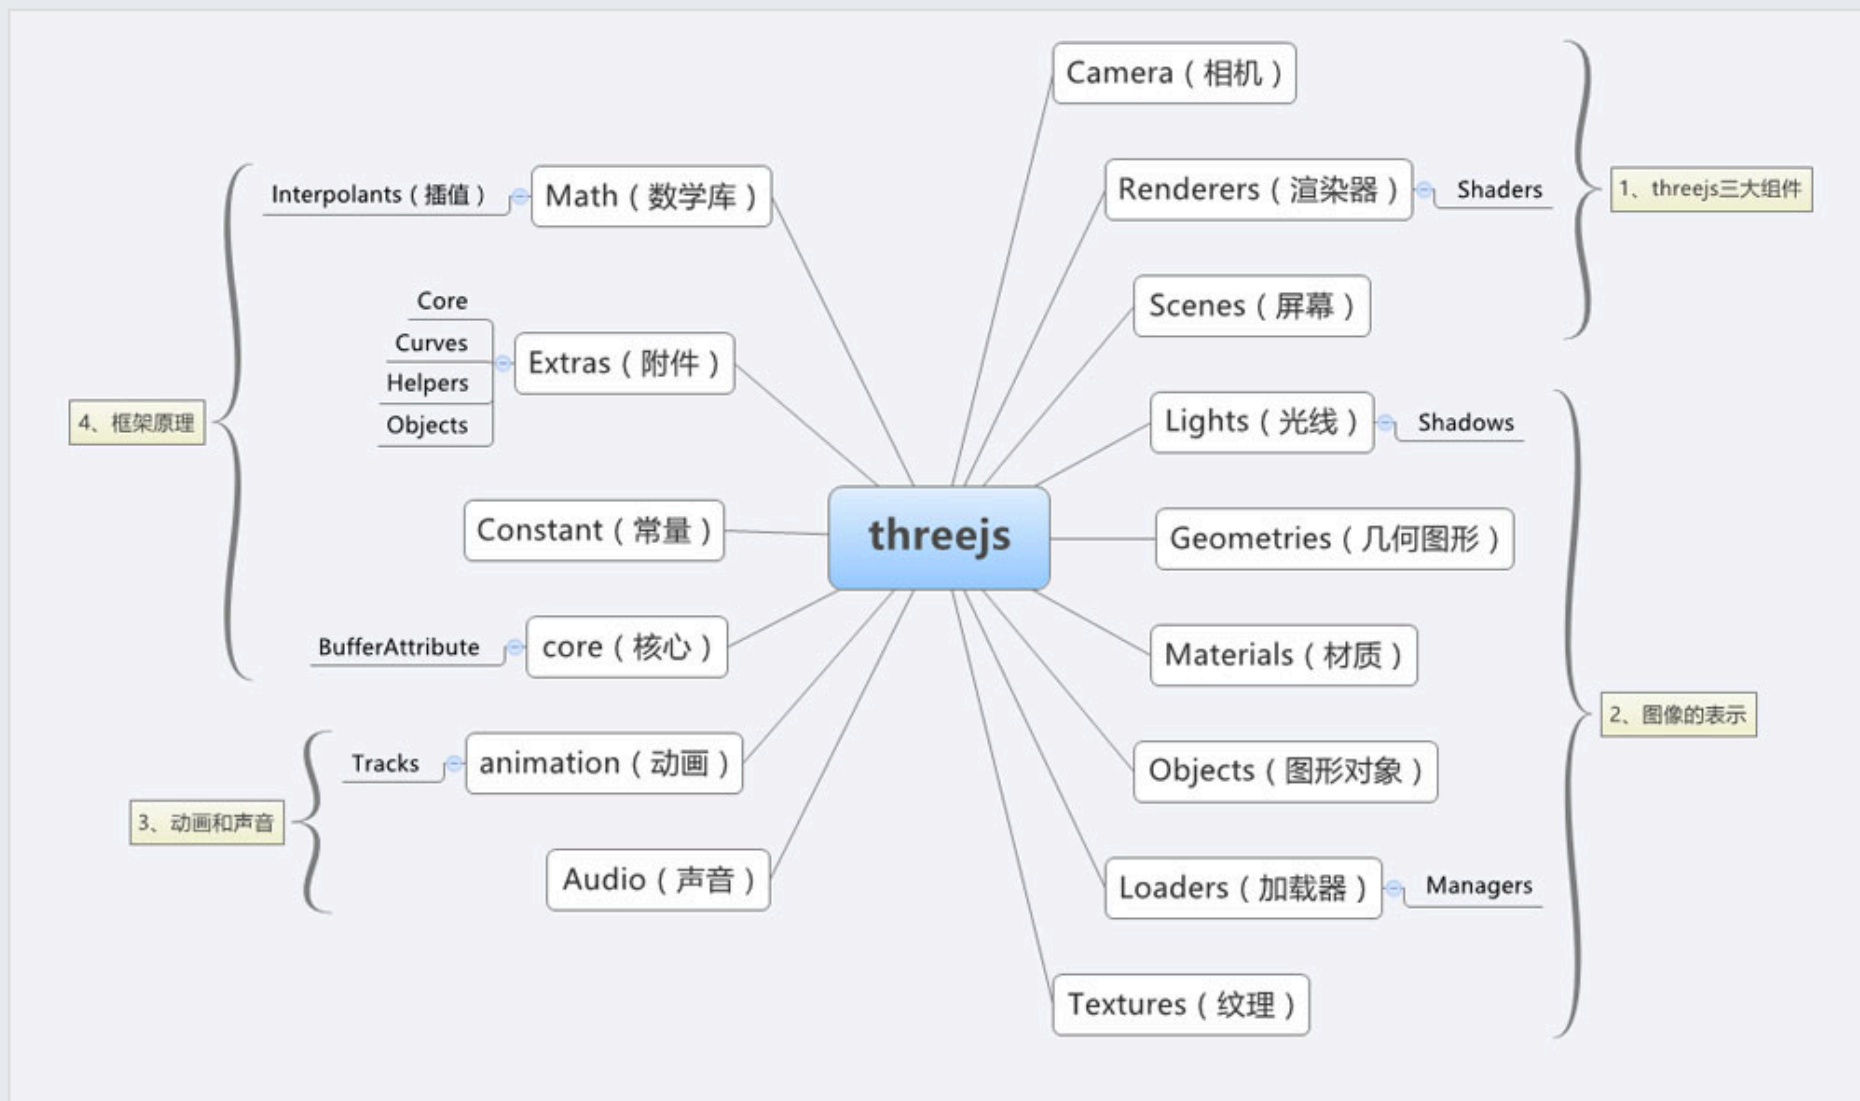 threejs
Camera（相机）
Renderers（渲染器）
Shaders
Scenes（屏幕）
1、threejs三大组件
Lights（光线）
Shadows
Geometries（几何图形）
Materials（材质）
Objects（图形对象）
Loaders（加载器）
Managers
Textures（纹理）
2、图像的表示
animation（动画）
Tracks
Audio（声音）
3、动画和声音
Math（数学库）
Interpolants（插值）
Extras（附件）
Core
Curves
Helpers
Objects
Constant（常量）
core（核心）
BufferAttribute
4、框架原理